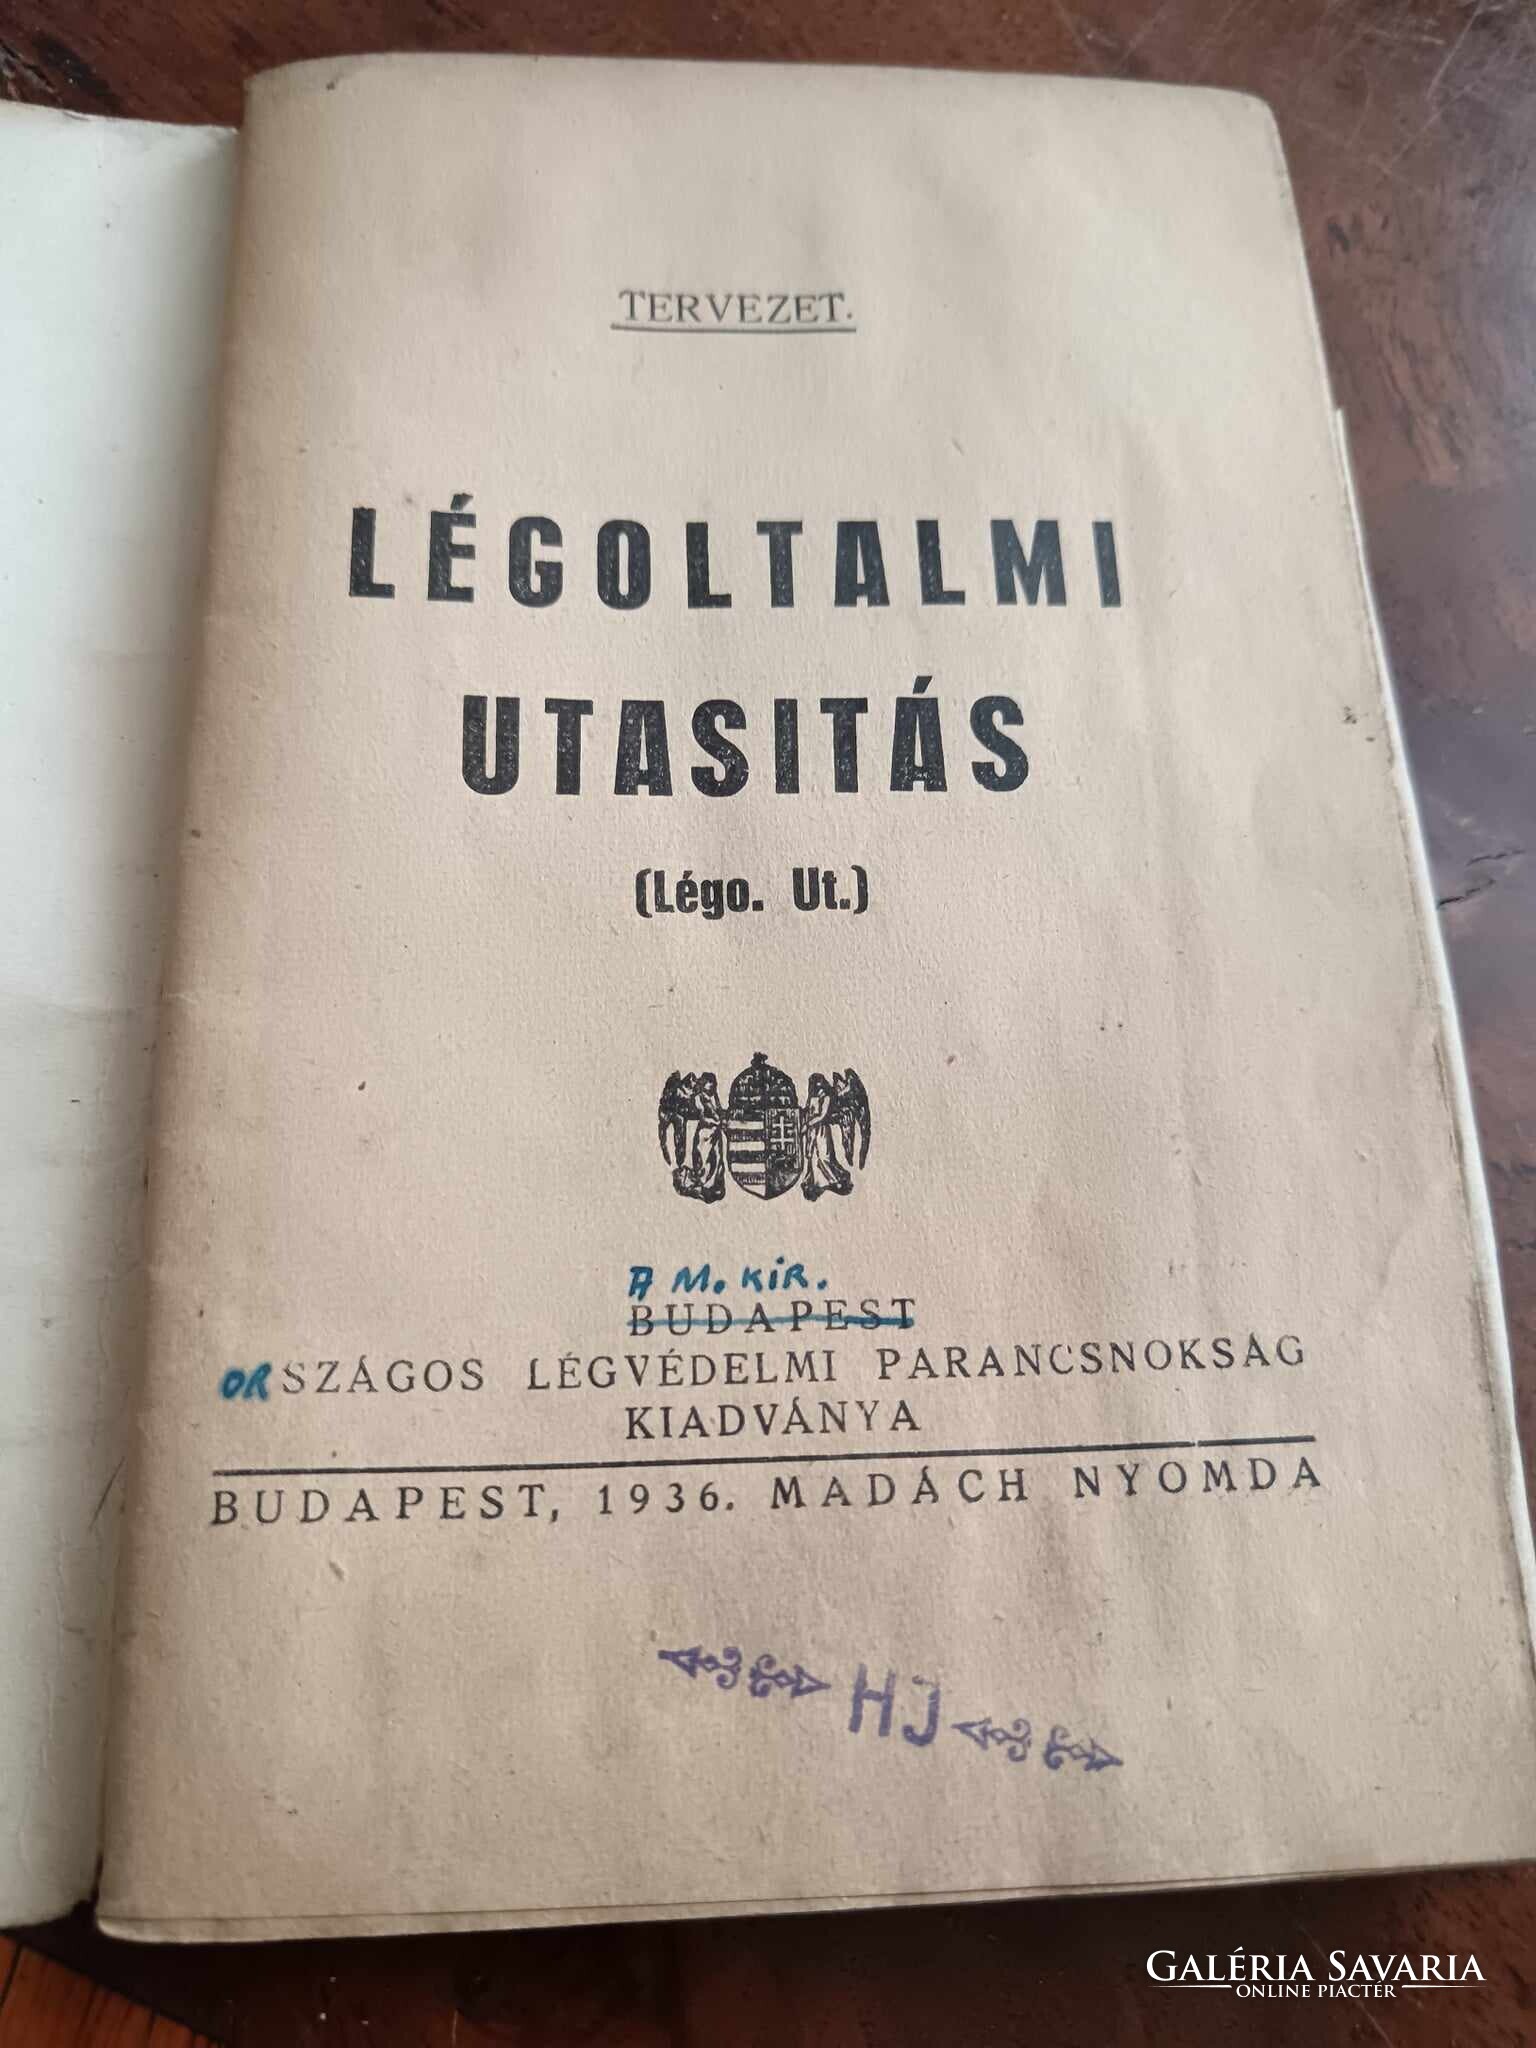 TERVEZET.
LÉGOLTALMI
UTASITÁS
(Légo. Ut.)
A M. KIR.
BUDAPEST
ORSZÁGOS LÉGVÉDELMI PARANCSNOKSÁG
KIADVÁNYA
BUDAPEST, 1936. MADÁCH NYOMDA
HJ
GALÉRIA SAVARIA
ONLINE PIACTÉR